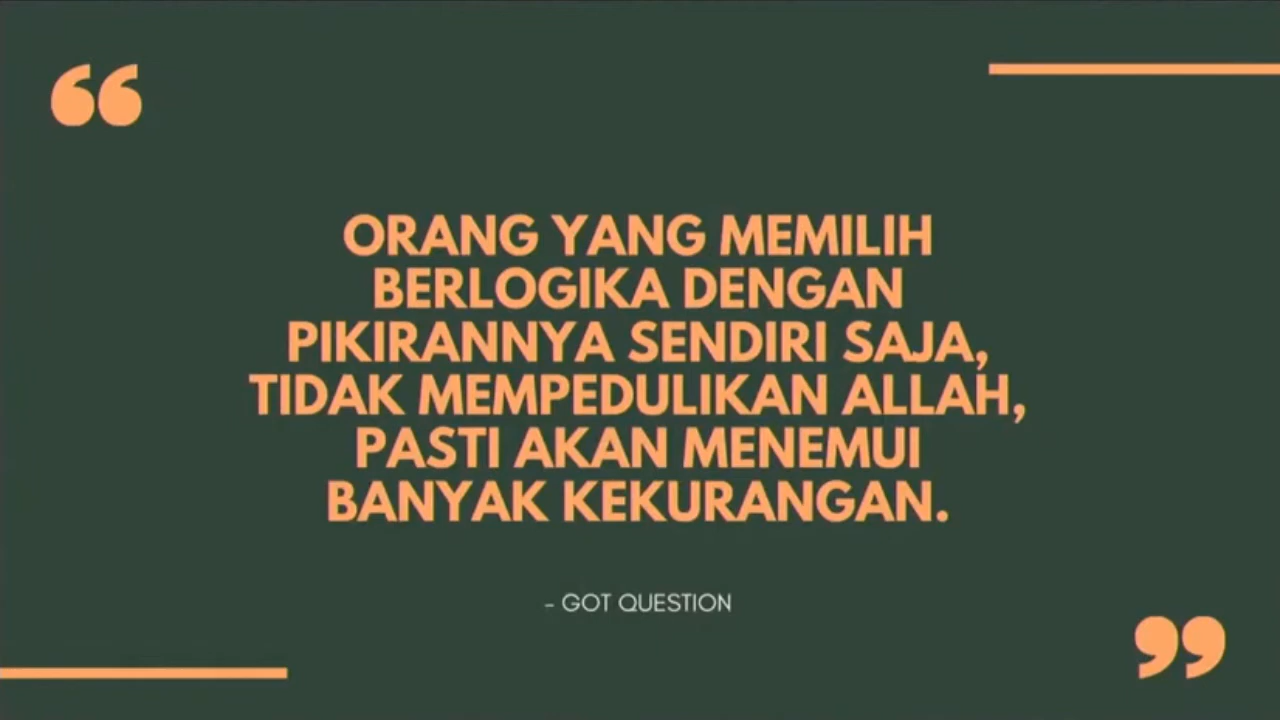 “
ORANG YANG MEMILIH
BERLOGIKA DENGAN
PIKIRANNYA SENDIRI SAJA,
TIDAK MEMPEDULIKAN ALLAH,
PASTI AKAN MENEMUI
BANYAK KEKURANGAN.
- GOT QUESTION
”